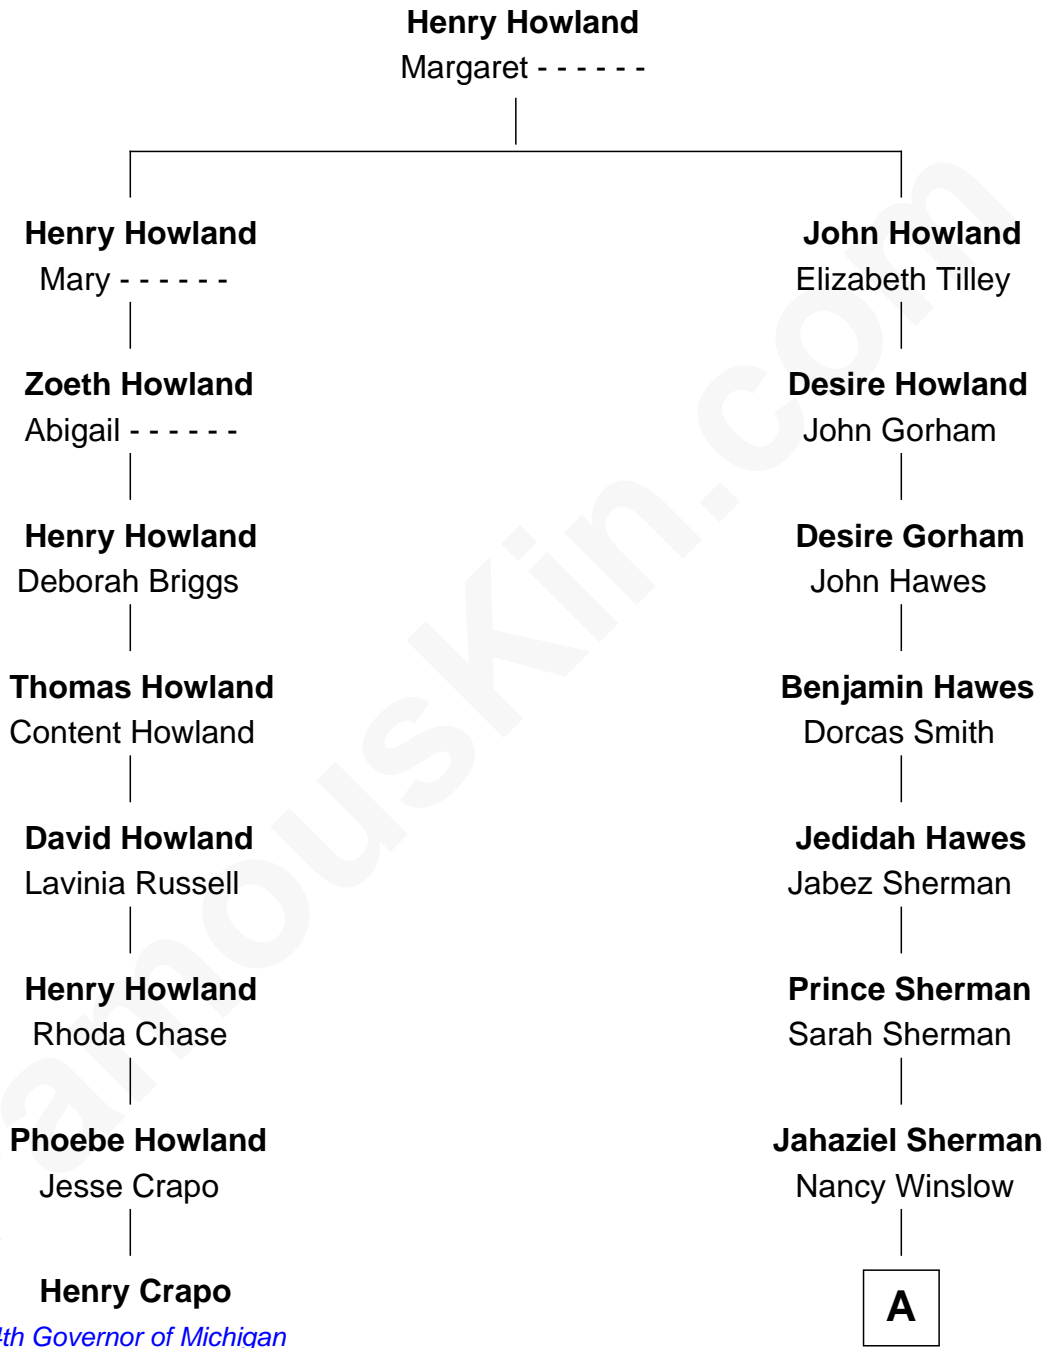 Henry Howland
Margaret - - - - - -
Henry Howland
Mary - - - - - -
John Howland
Elizabeth Tilley
Zoeth Howland
Abigail - - - - - -
Desire Howland
John Gorham
Henry Howland
Deborah Briggs
Desire Gorham
John Hawes
Thomas Howland
Content Howland
Benjamin Hawes
Dorcas Smith
David Howland
Lavinia Russell
Jedidah Hawes
Jabez Sherman
Henry Howland
Rhoda Chase
Prince Sherman
Sarah Sherman
Phoebe Howland
Jesse Crapo
Jahaziel Sherman
Nancy Winslow
Henry Crapo
4th Governor of Michigan
A
amouskin.com